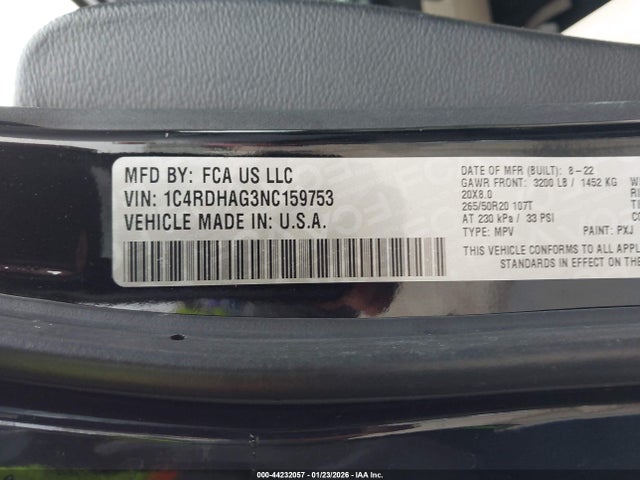 MFD BY: FCA US LLC
VIN: 1C4RDHAG3NC159753
VEHICLE MADE IN: U.S.A.
DATE OF MFR (BUILT): 8-22
GAWR FRONT: 3200 LB / 1452 KG
20X8.0
265/50R20 107T
AT 230 kPa / 33 PSI
TYPE: MPV PAINT: PXJ
THIS VEHICLE CONFORMS TO ALL APPL
STANDARDS IN EFFECT ON THE
000-44232057 - 01/23/2026 - IAA Inc.